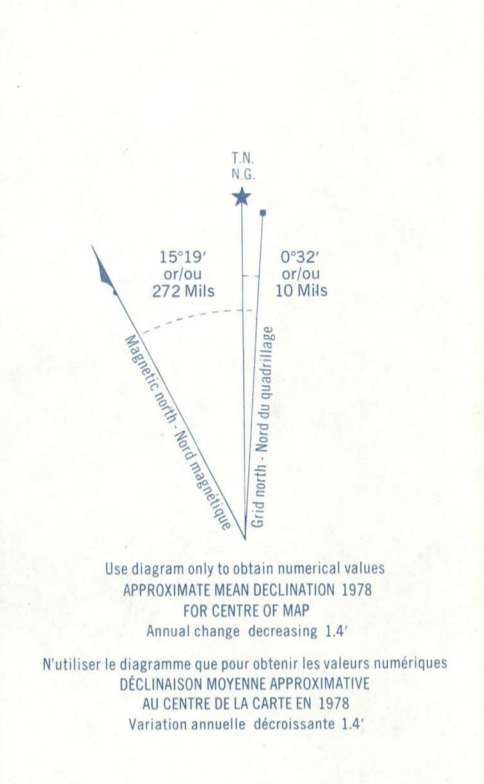 T.N.
N.G.
15°19′
or/ou
272 Mils
0°32′
or/ou
10 Mils
Magnetic north - Nord magnétique
Grid north - Nord du quadrillage
Use diagram only to obtain numerical values
APPROXIMATE MEAN DECLINATION 1978
FOR CENTRE OF MAP
Annual change decreasing 1.4′
N'utiliser le diagramme que pour obtenir les valeurs numériques
DÉCLINAISON MOYENNE APPROXIMATIVE
AU CENTRE DE LA CARTE EN 1978
Variation annuelle décroissante 1.4′